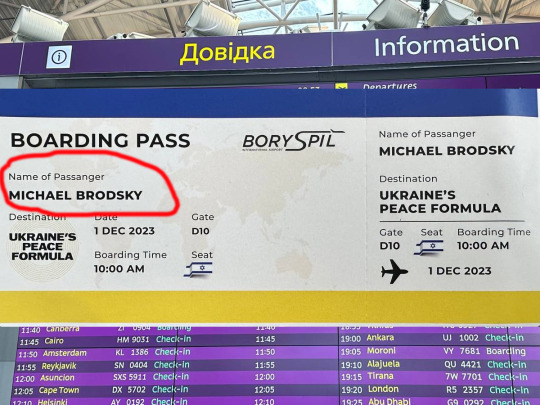 Довідка
Information
Departures
BOARDING PASS
BORYSPIL
INTERNATIONAL AIRPORT
Name of Passanger
MICHAEL BRODSKY
Destination
Date
Gate
1 DEC 2023
D10
UKRAINE'S
PEACE
FORMULA
Boarding Time
Seat
10:00 AM
Name of Passanger
MICHAEL BRODSKY
Destination
UKRAINE'S
PEACE FORMULA
Gate Seat Boarding Time
D10 10:00 AM
1 DEC 2023
11:40 Canberra ZI 0904 Boarding 11:40
11:45 Cairo HM 9031 Check-in 11:45 19:00 Ankara UJ 1002 Check-in
11:50 Amsterdam KL 1386 Check-in 11:50 19:05 Moroni VY 7681 Boarding
11:55 Reykjavik SN 0404 Check-in 11:55 19:10 Alajuela QU 4421 Check-in
12:00 Asuncion SXS 5911 Check-in 12:00 19:15 Tirana 7W 7701 Check-in
12:05 Cape Town DX 5702 Check-in 12:05 19:20 London R5 2357 Check-in
12:10 Helsinki AY 0192 Check-in 12:10 19:25 Abu Dhabi G9 0292 Check-in